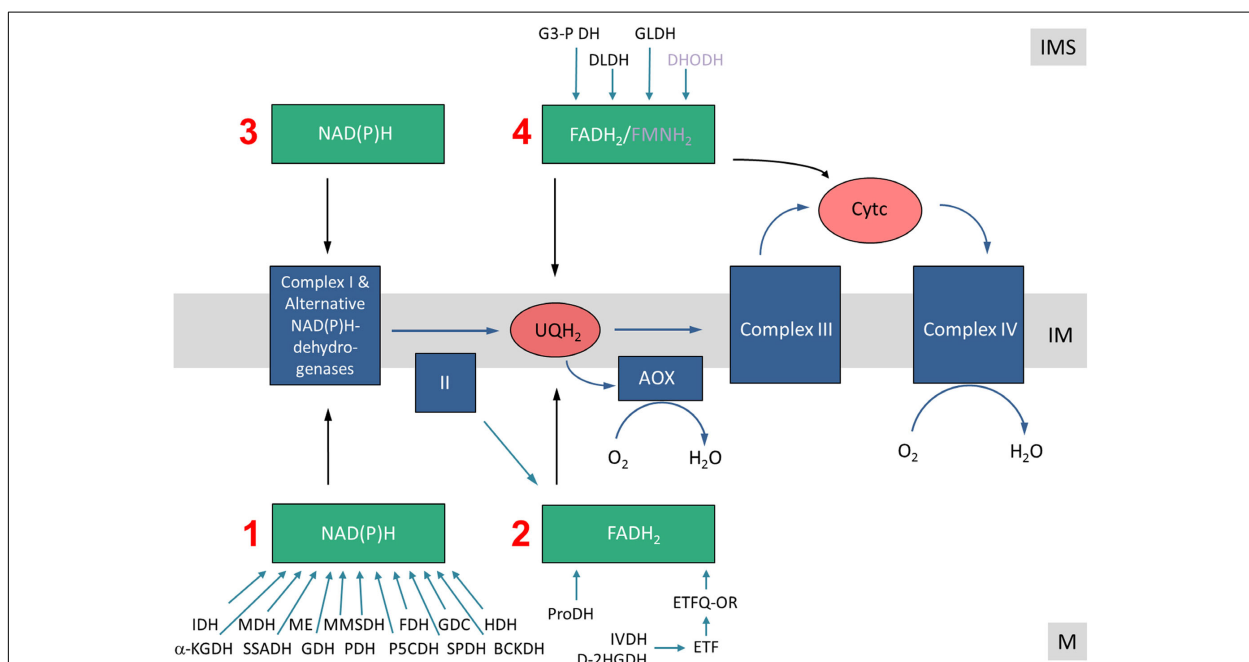 G3-P DH GLDH
IMS
DLDH DHODH
3 NAD(P)H
4 FADH₂/FMNH₂
Cytc
Complex I &
Alternative
NAD(P)H-
dehydro-
genases
UQH₂
Complex III
Complex IV
IM
II
AOX
O₂ H₂O
O₂ H₂O
1 NAD(P)H
2 FADH₂
ProDH
ETFQ-OR
IDH MDH ME MMSDH FDH GDC HDH
α-KGDH SSADH GDH PDH P5CDH SPDH BCKDH
IVDH
D-2HGDH
ETF
M